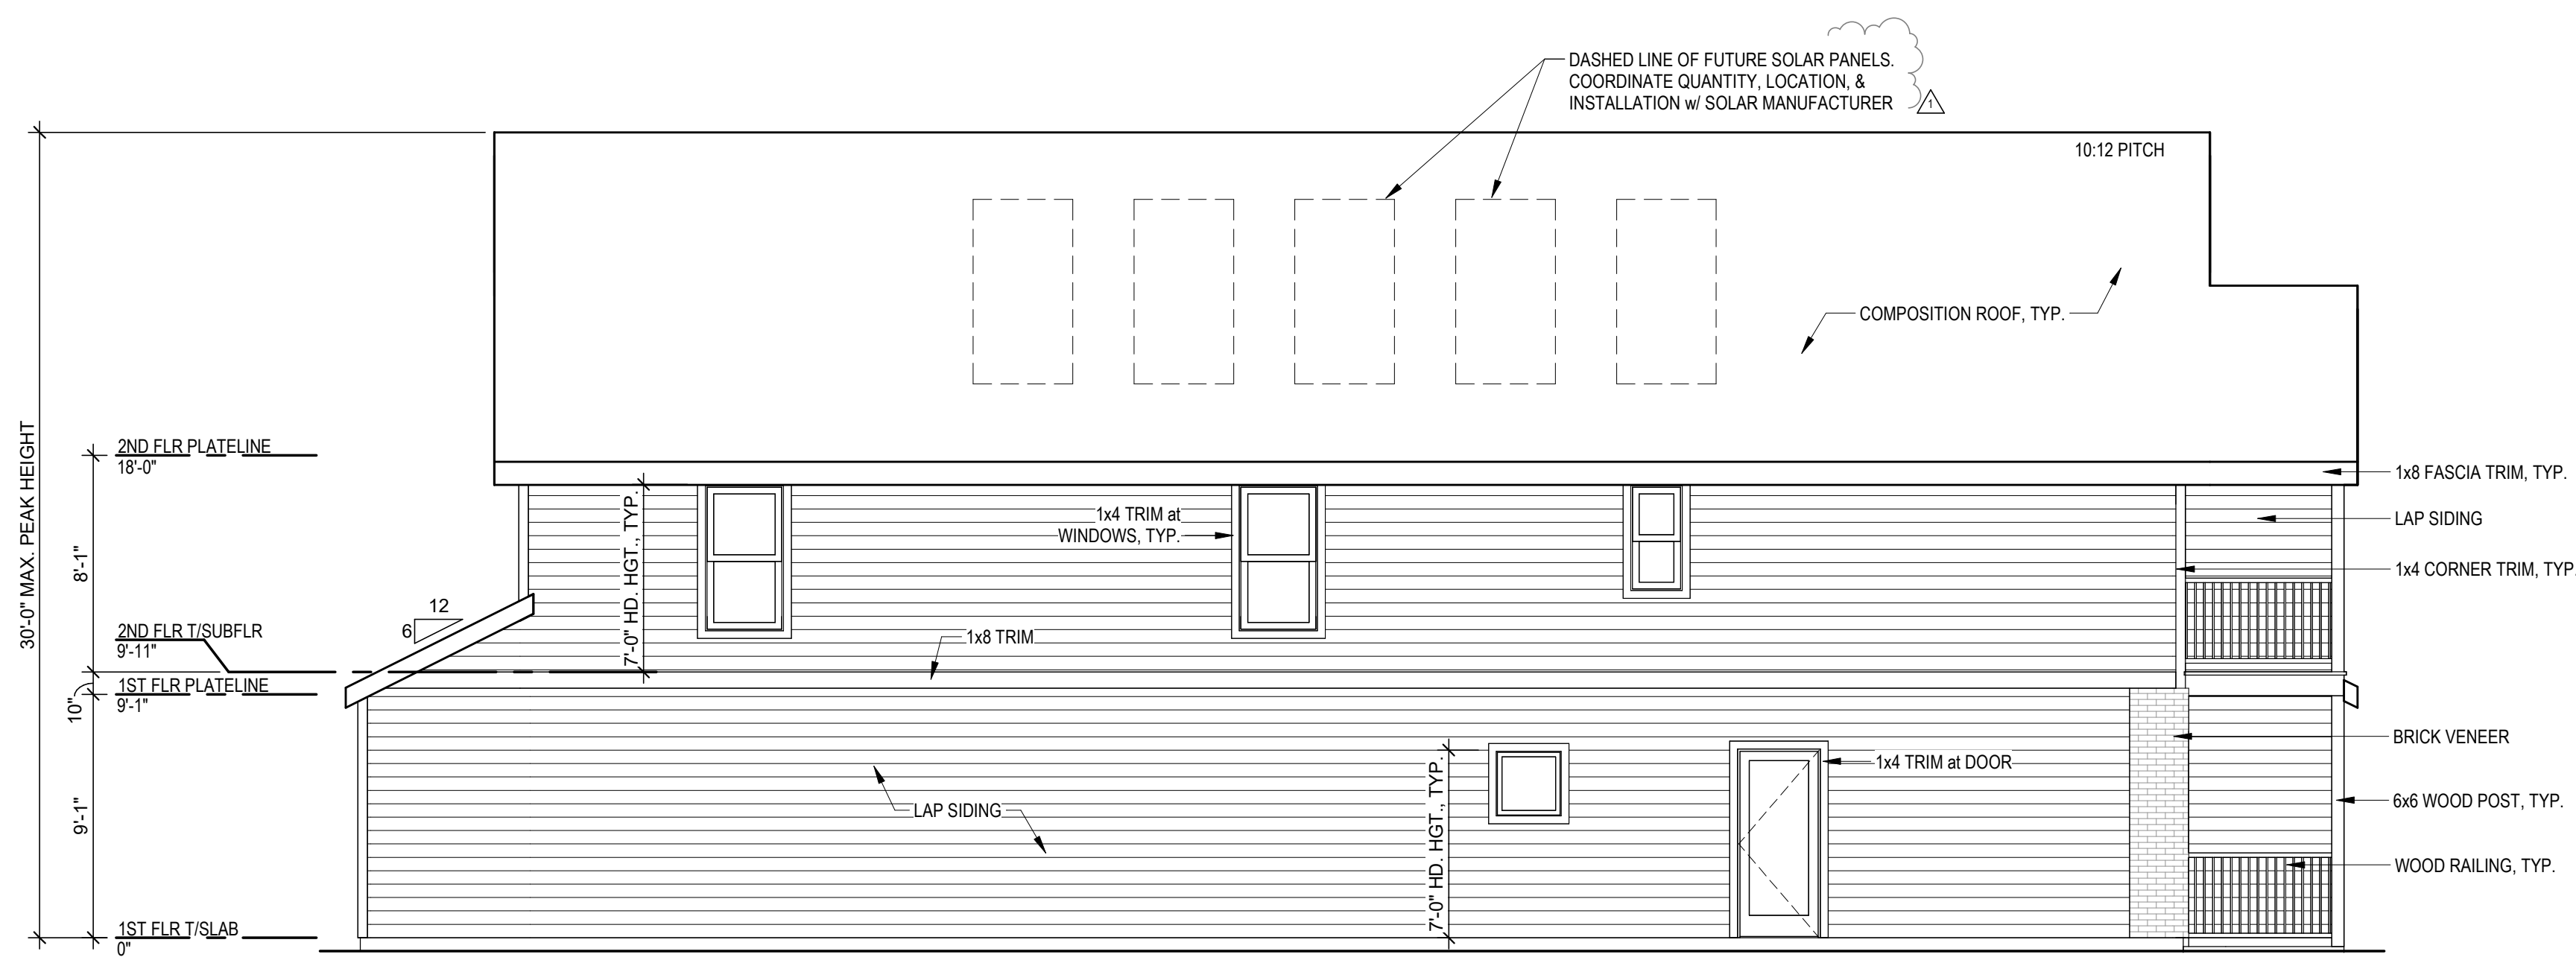 DASHED LINE OF FUTURE SOLAR PANELS.
COORDINATE QUANTITY, LOCATION, &
INSTALLATION w/ SOLAR MANUFACTURER
1
10:12 PITCH
COMPOSITION ROOF, TYP.
30'-0" MAX. PEAK HEIGHT
2ND FLR PLATELINE
18'-0"
8'-1"
2ND FLR T/SUBFLR
9'-11"
10"
1ST FLR PLATELINE
9'-1"
9'-1"
1ST FLR T/SLAB
0"
12
6
7'-0" HD. HGT., TYP.
1x4 TRIM at
WINDOWS, TYP.
1x8 TRIM
LAP SIDING
7'-0" HD. HGT., TYP.
1x4 TRIM at DOOR
1x8 FASCIA TRIM, TYP.
LAP SIDING
1x4 CORNER TRIM, TYP.
BRICK VENEER
6x6 WOOD POST, TYP.
WOOD RAILING, TYP.